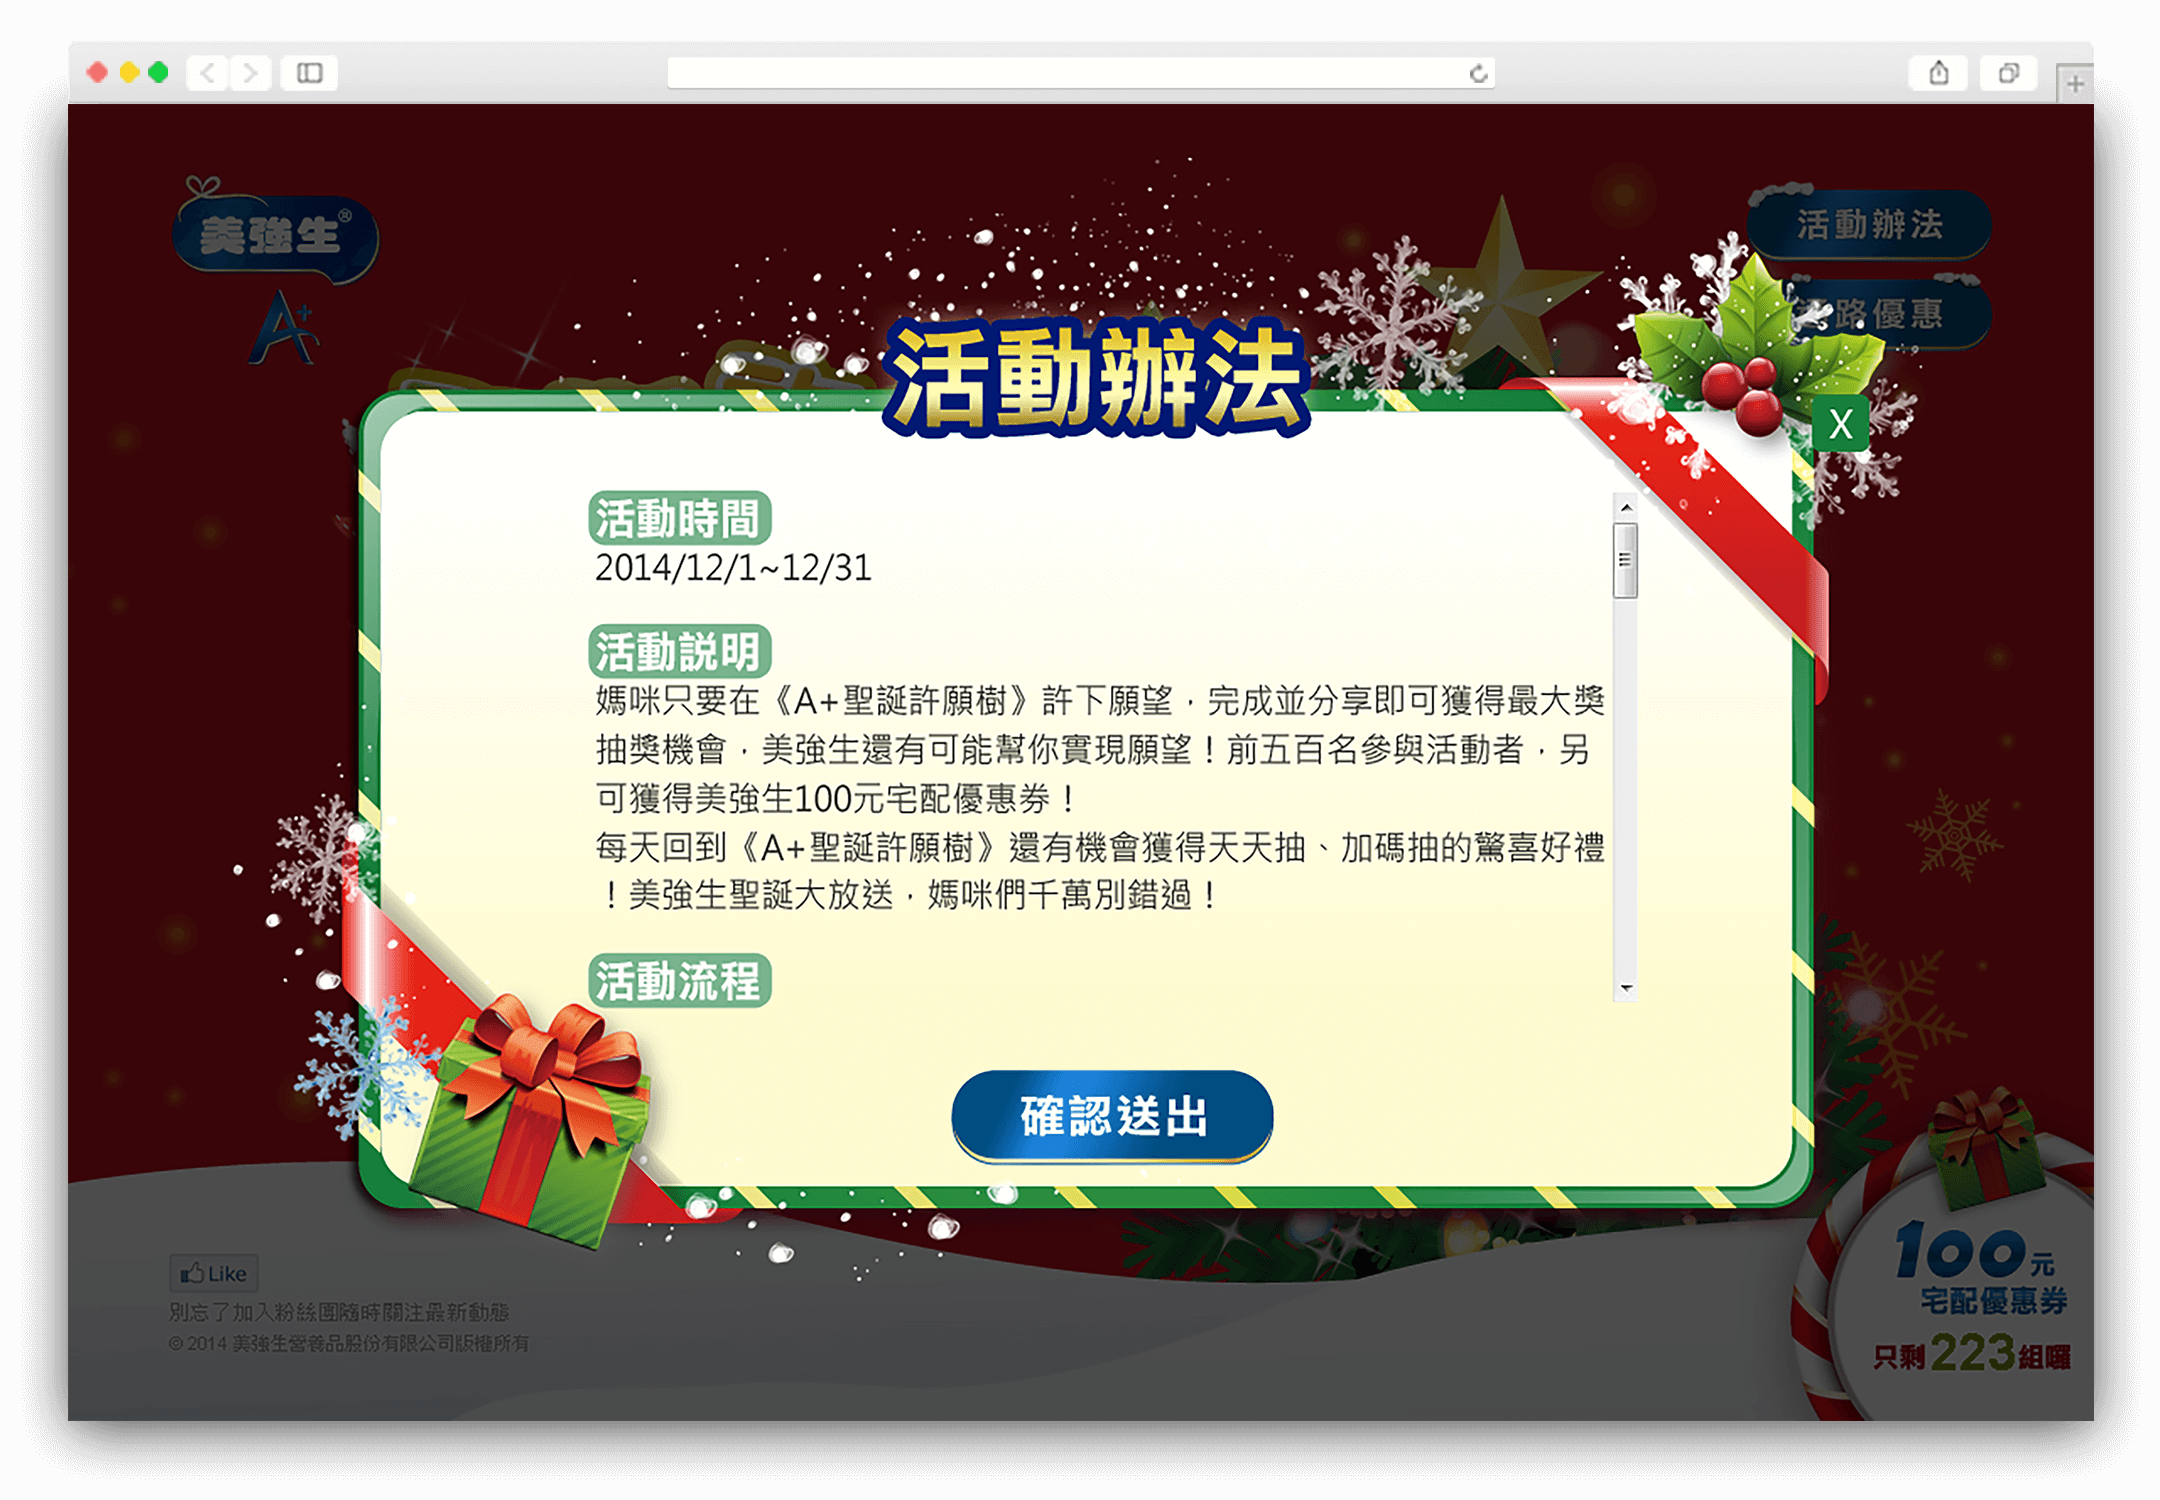 美強生®
A+
活動辦法
路優惠
活動辦法
X
活動時間
2014/12/1~12/31
活動説明
媽咪只要在《A+聖誕許願樹》許下願望，完成並分享即可獲得最大獎
抽獎機會，美強生還有可能幫你實現願望！前五百名參與活動者，另
可獲得美強生100元宅配優惠券！
每天回到《A+聖誕許願樹》還有機會獲得天天抽、加碼抽的驚喜好禮
！美強生聖誕大放送，媽咪們千萬別錯過！
活動流程
確認送出
Like
別忘了加入粉絲團隨時關注最新動態
© 2014 美強生營養品股份有限公司版權所有
100元
宅配優惠券
只剩223組囉